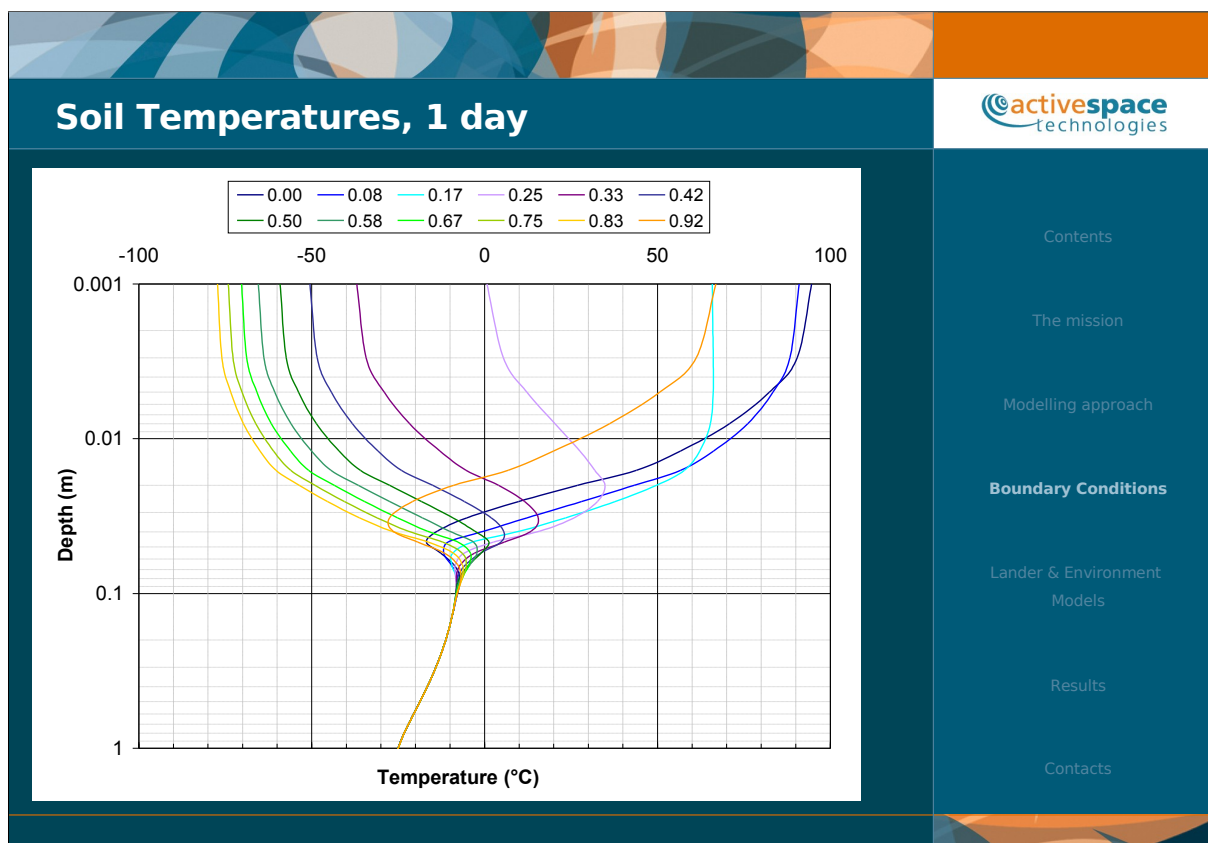 Soil Temperatures, 1 day
activespace
technologies
0.00 0.08 0.17 0.25 0.33 0.42
0.50 0.58 0.67 0.75 0.83 0.92
-100 -50 0 50 100
0.001
0.01
0.1
1
Depth (m)
Temperature (°C)
Contents
The mission
Modelling approach
Boundary Conditions
Lander & Environment
Models
Results
Contacts